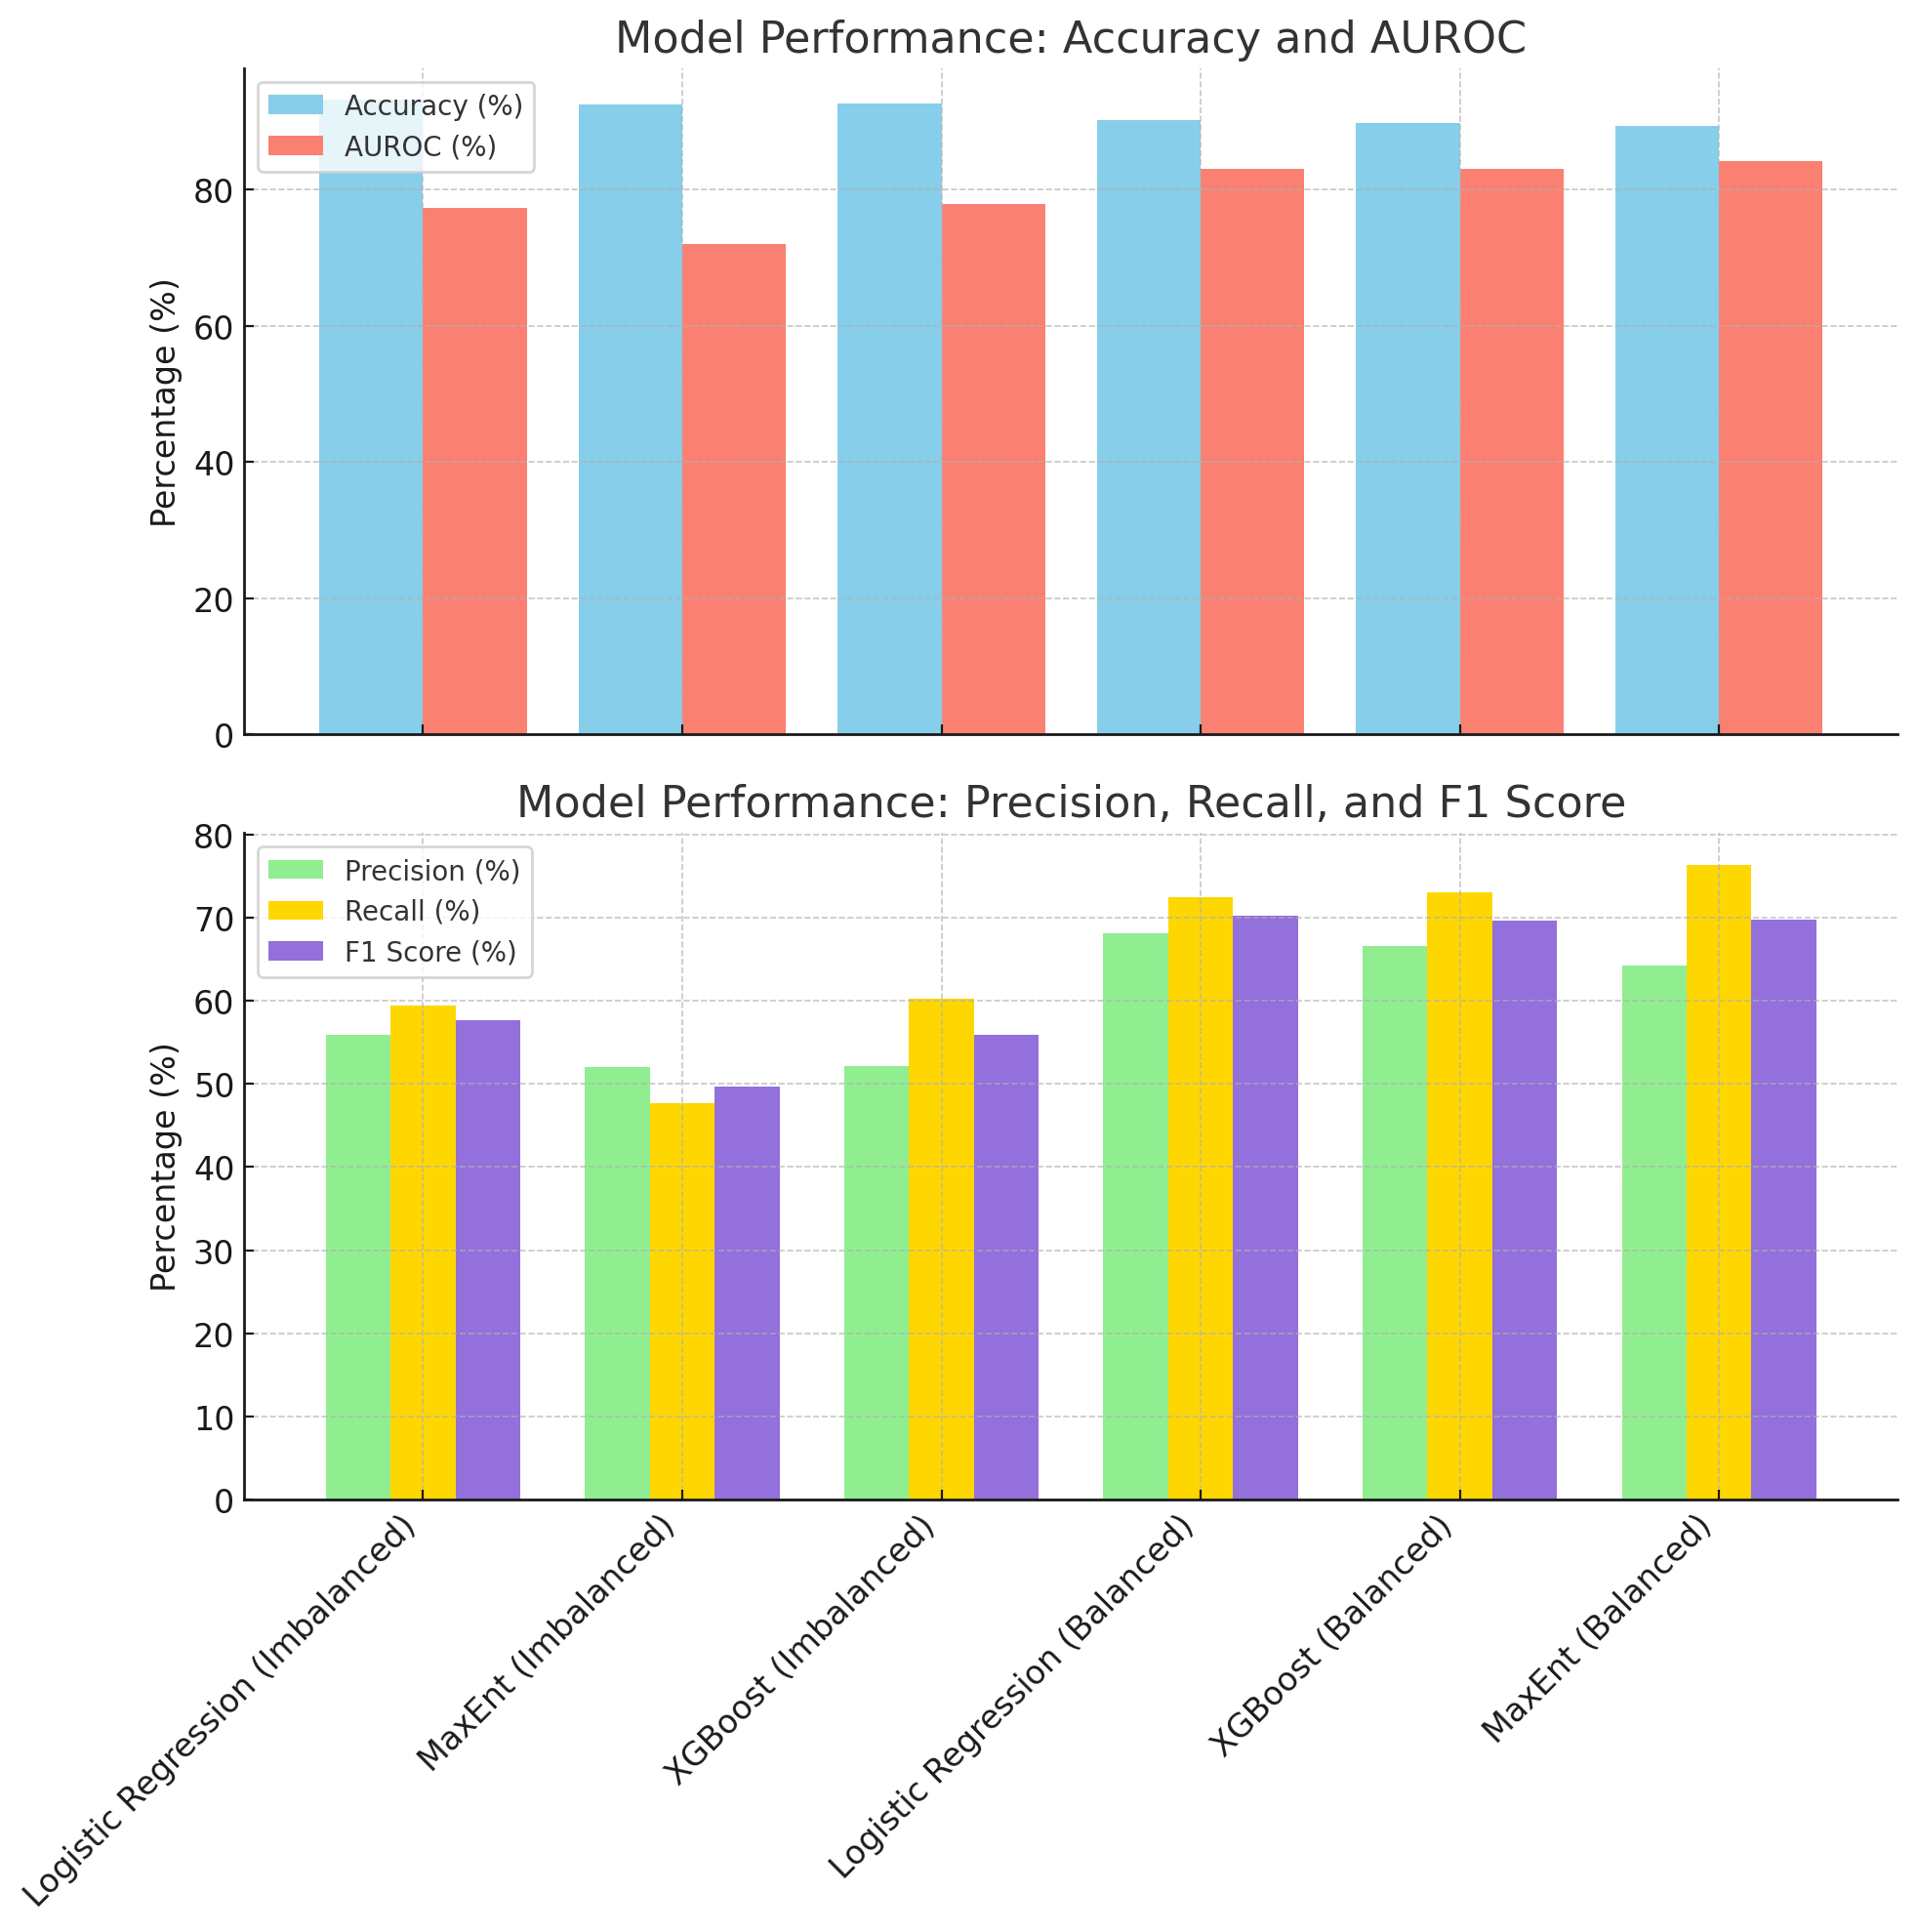 Model Performance: Accuracy and AUROC
Accuracy (%)
AUROC (%)
Percentage (%)
80
60
40
20
0
Model Performance: Precision, Recall, and F1 Score
Precision (%)
Recall (%)
F1 Score (%)
Percentage (%)
80
70
60
50
40
30
20
10
0
Logistic Regression (Imbalanced)
MaxEnt (Imbalanced)
XGBoost (Imbalanced)
Logistic Regression (Balanced)
XGBoost (Balanced)
MaxEnt (Balanced)